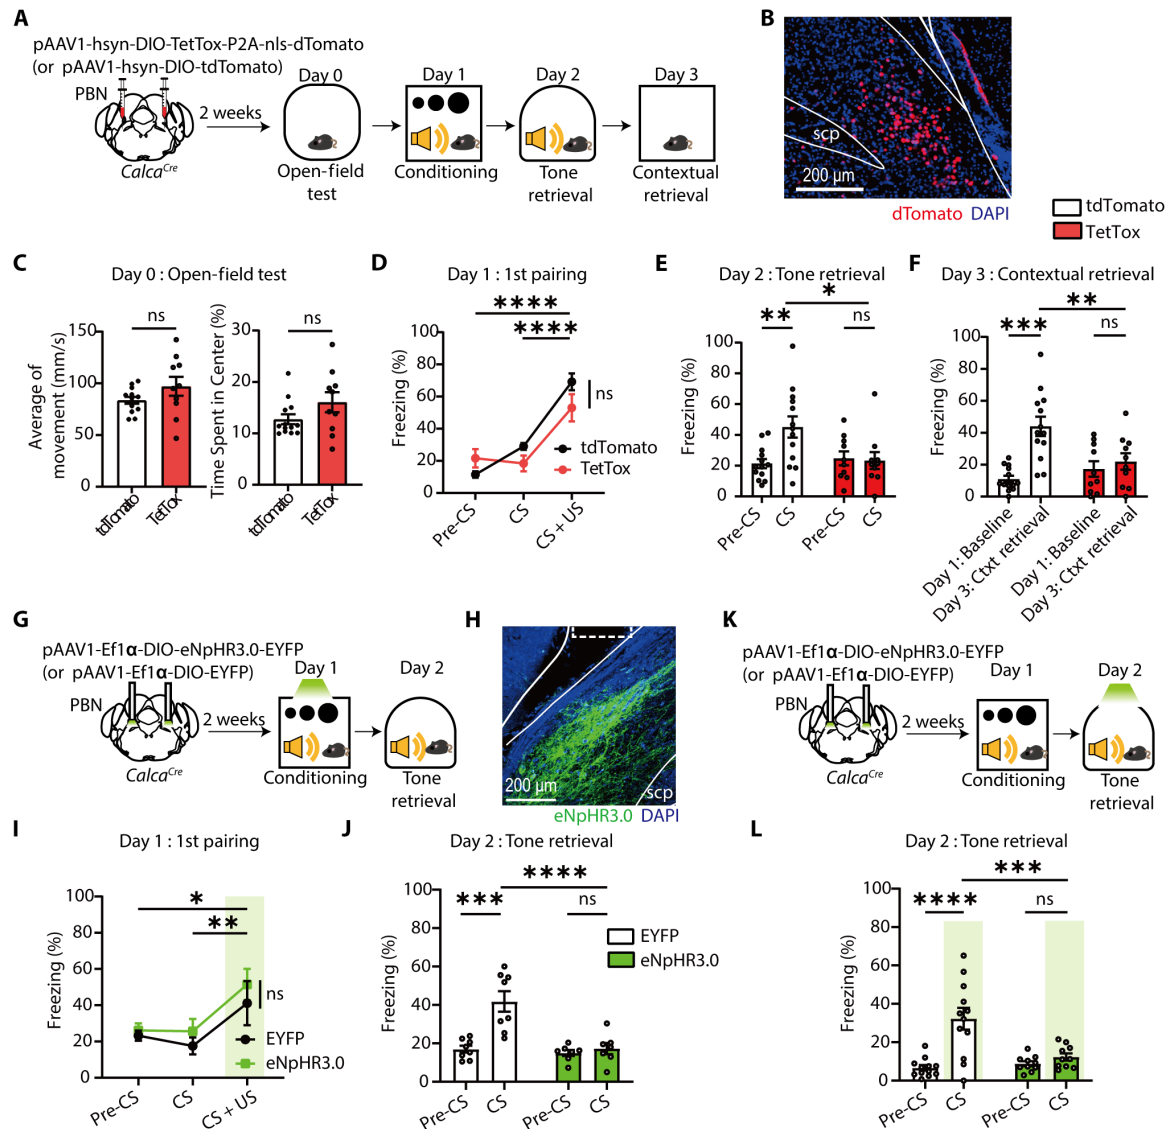 A
pAAV1-hsyn-DIO-TetTox-P2A-nls-dTomato
(or pAAV1-hsyn-DIO-tdTomato)
PBN
2 weeks
Calca^Cre
Day 0
Open-field
test
Day 1
Conditioning
Day 2
Tone
retrieval
Day 3
Contextual
retrieval
B
scp
200 µm
dTomato DAPI
tdTomato
TetTox
C
Day 0 : Open-field test
Average of
movement (mm/s)
150
100
50
0
ns
tdTomato
TetTox
Time Spent in Center (%)
30
20
10
0
ns
tdTomato
TetTox
D
Day 1 : 1st pairing
****
****
Freezing (%)
100
80
60
40
20
0
ns
tdTomato
TetTox
Pre-CS
CS
CS + US
E
Day 2 : Tone retrieval
*
**
ns
Freezing (%)
100
80
60
40
20
0
Pre-CS
CS
Pre-CS
CS
F
Day 3 : Contextual retrieval
**
***
ns
Freezing (%)
100
80
60
40
20
0
Day 1: Baseline
Day 3: Ctxt retrieval
Day 1: Baseline
Day 3: Ctxt retrieval
G
pAAV1-Ef1α-DIO-eNpHR3.0-EYFP
(or pAAV1-Ef1α-DIO-EYFP)
PBN
2 weeks
Calca^Cre
Day 1
Conditioning
Day 2
Tone
retrieval
H
200 µm
scp
eNpHR3.0 DAPI
K
pAAV1-Ef1α-DIO-eNpHR3.0-EYFP
(or pAAV1-Ef1α-DIO-EYFP)
PBN
2 weeks
Calca^Cre
Day 1
Conditioning
Day 2
Tone
retrieval
I
Day 1 : 1st pairing
*
**
Freezing (%)
100
80
60
40
20
0
ns
EYFP
eNpHR3.0
Pre-CS
CS
CS + US
J
Day 2 : Tone retrieval
****
***
ns
Freezing (%)
100
80
60
40
20
0
EYFP
eNpHR3.0
Pre-CS
CS
Pre-CS
CS
L
Day 2 : Tone retrieval
***
****
ns
Freezing (%)
100
80
60
40
20
0
Pre-CS
CS
Pre-CS
CS